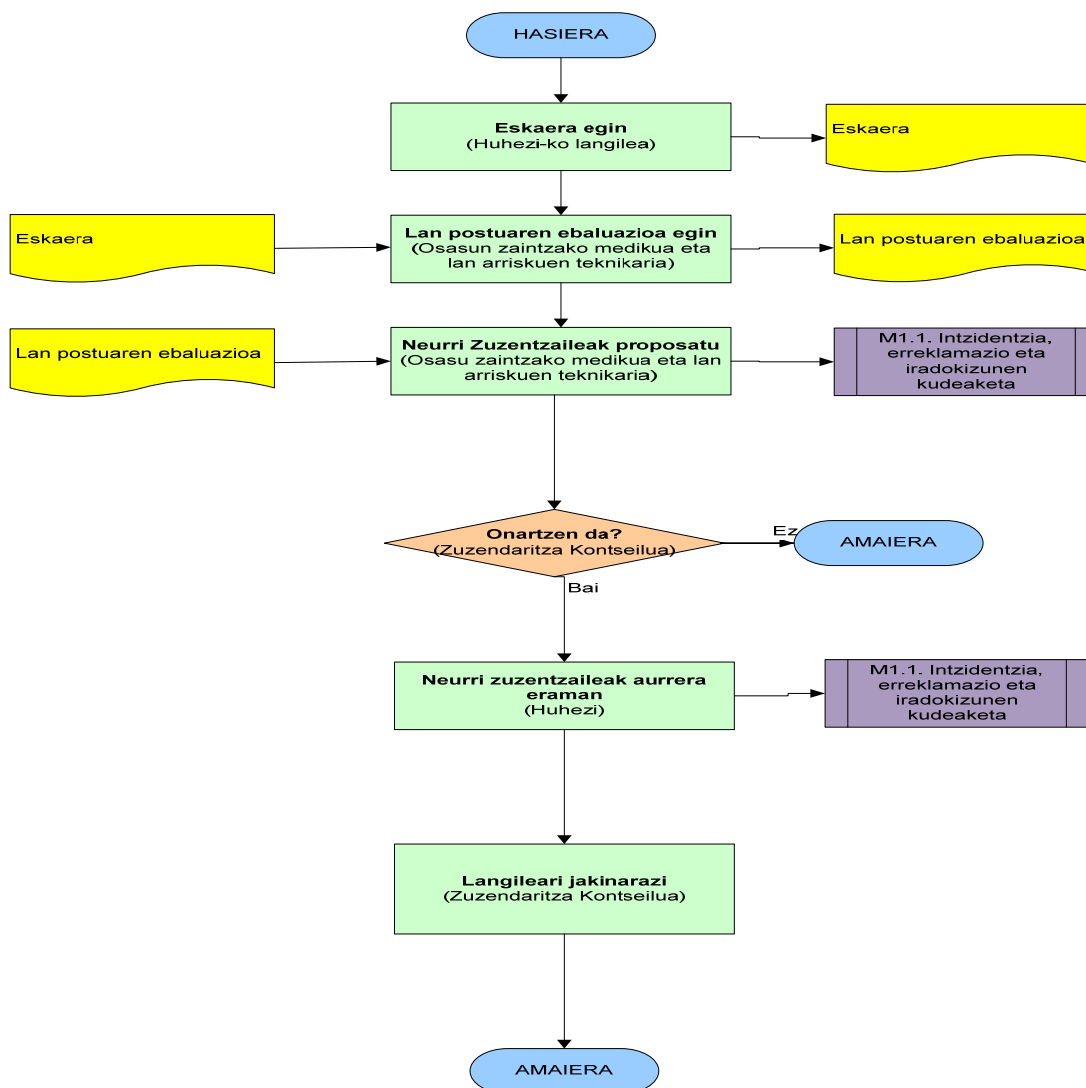 HASIERA
Eskaera egin
(Huhezi-ko langilea)
Eskaera
Eskaera
Lan postuaren ebaluazioa egin
(Osasun zaintzako medikua eta
lan arriskuen teknikaria)
Lan postuaren ebaluazioa
Lan postuaren ebaluazioa
Neurri Zuzentzaileak proposatu
(Osasu zaintzako medikua eta lan
arriskuen teknikaria)
M1.1. Intzidentzia,
erreklamazio eta
iradokizunen
kudeaketa
Onartzen da?
(Zuzendaritza Kontseilua)
Ez
AMAIERA
Bai
Neurri zuzentzaileak aurrera
eraman
(Huhezi)
M1.1. Intzidentzia,
erreklamazio eta
iradokizunen
kudeaketa
Langileari jakinarazi
(Zuzendaritza Kontseilua)
AMAIERA